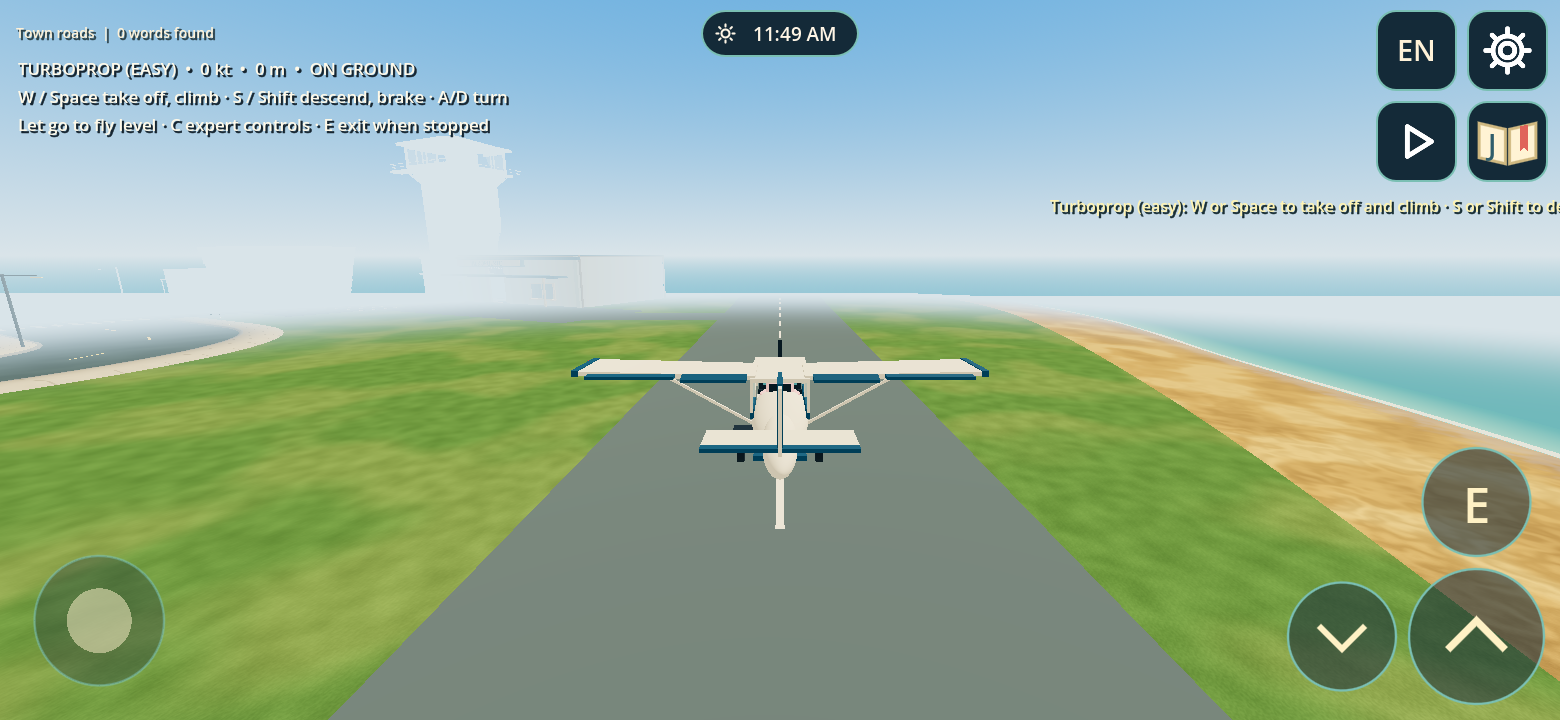 Town roads | 0 words found
11:49 AM
EN
TURBOPROP (EASY) • 0 kt • 0 m • ON GROUND
W / Space take off, climb · S / Shift descend, brake · A/D turn
Let go to fly level · C expert controls · E exit when stopped
J
Turboprop (easy): W or Space to take off and climb · S or Shift to de
E